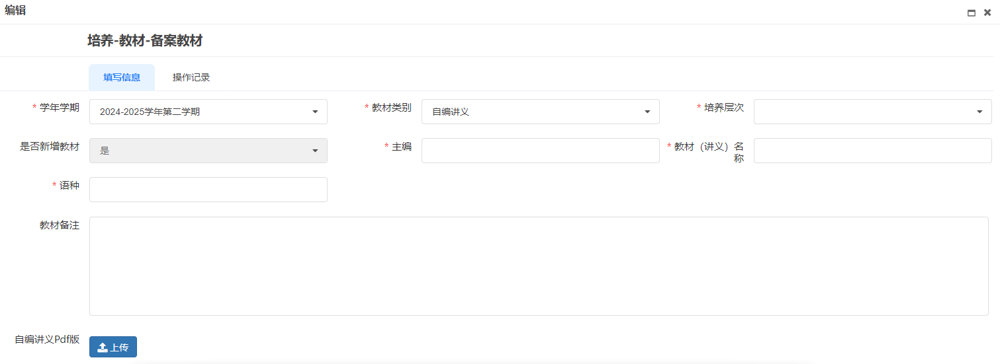 编辑
培养-教材-备案教材
填写信息 操作记录
* 学年学期 2024-2025学年第二学期 * 教材类别 自编讲义 * 培养层次
是否新增教材 是 * 主编 * 教材（讲义）名
称
* 语种
教材备注
自编讲义Pdf版 上传